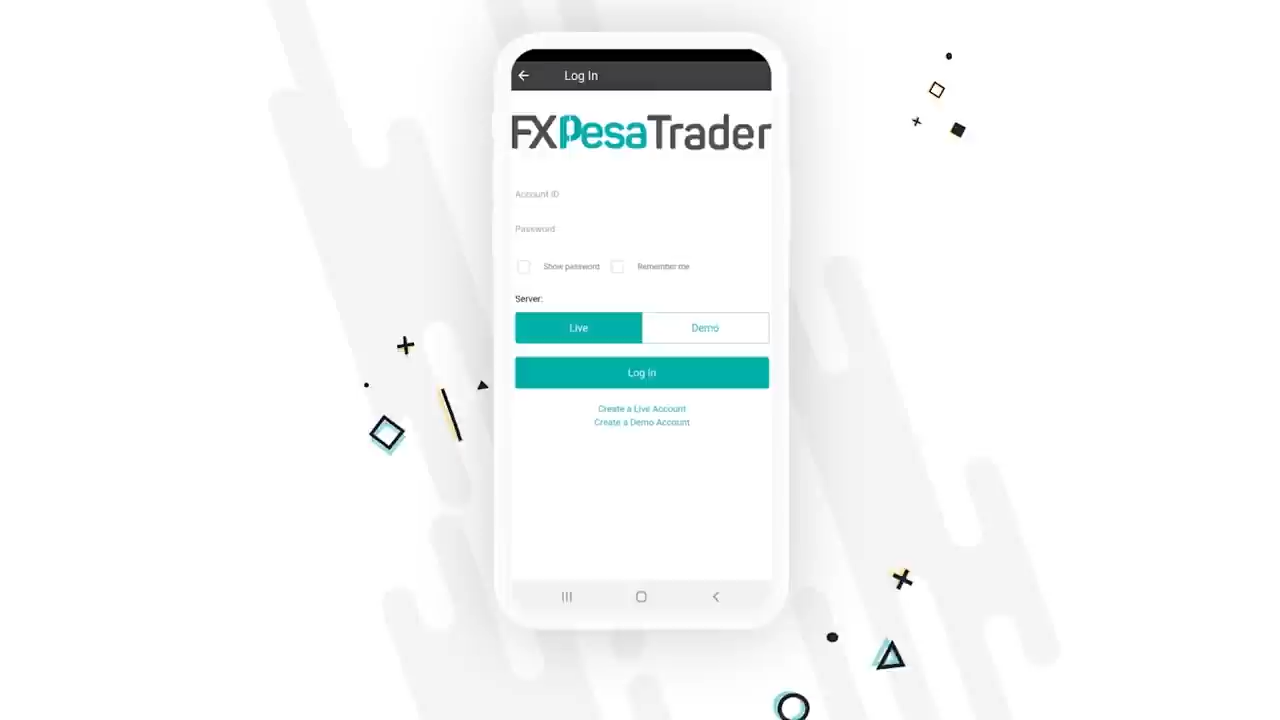 Log In
FXPesaTrader
Account ID
Password
Show password Remember me
Server:
Live Demo
Log In
Create a Live Account
Create a Demo Account